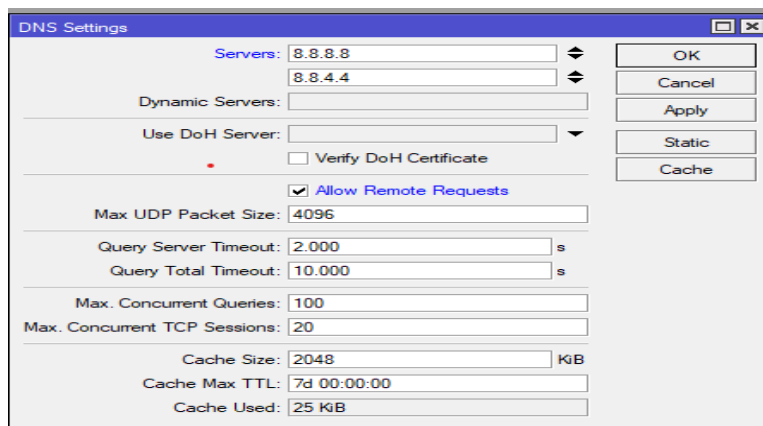 DNS Settings
Servers: 8.8.8.8
8.8.4.4
Dynamic Servers:
Use DoH Server:
Verify DoH Certificate
Allow Remote Requests
Max UDP Packet Size: 4096
Query Server Timeout: 2.000 s
Query Total Timeout: 10.000 s
Max. Concurrent Queries: 100
Max. Concurrent TCP Sessions: 20
Cache Size: 2048 KiB
Cache Max TTL: 7d 00:00:00
Cache Used: 25 KiB
OK
Cancel
Apply
Static
Cache